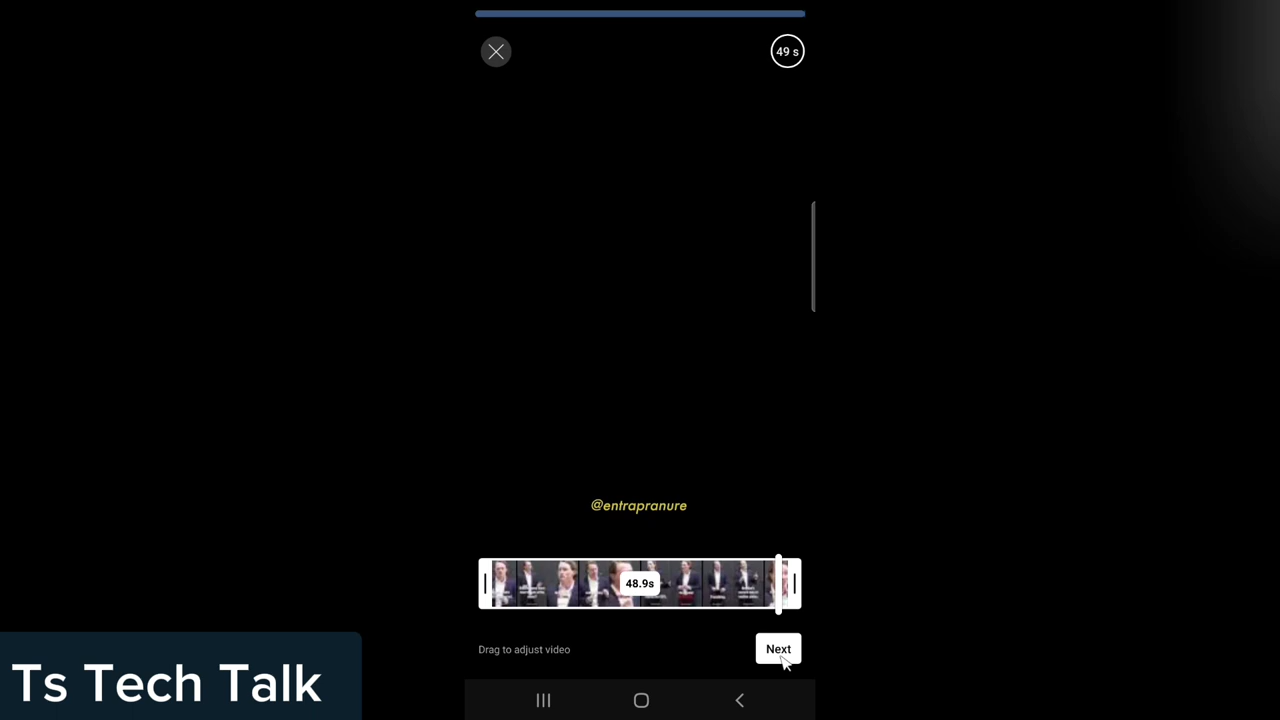 49 s
@entrapranure
48.9s
Drag to adjust video
Next
Ts Tech Talk